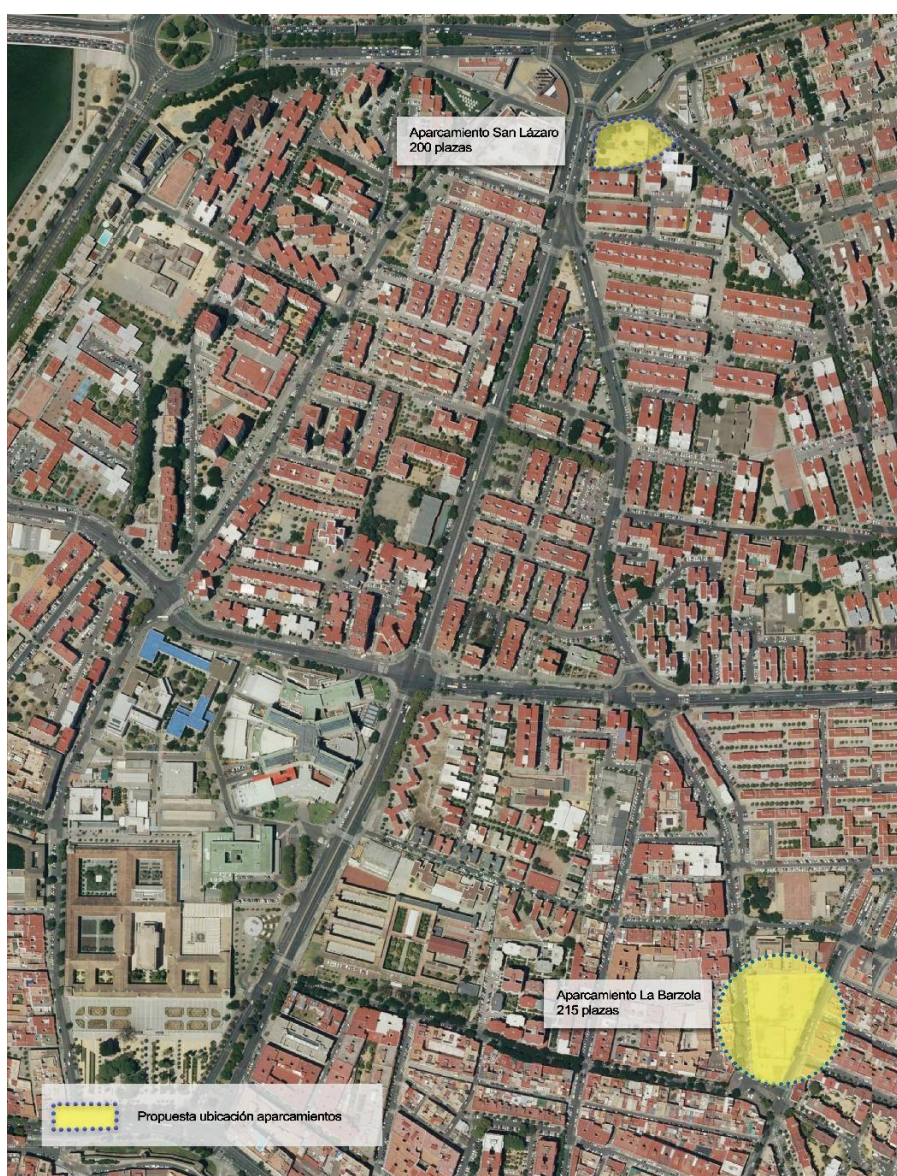 Aparcamiento San Lázaro
200 plazas
Aparcamiento La Barzola
215 plazas
Propuesta ubicación aparcamientos